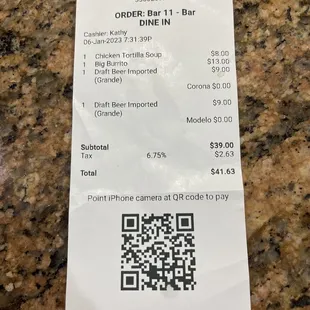 ORDER: Bar 11 - Bar
DINE IN
Cashier: Kathy
06-Jan-2023 7:31:39P
1 Chicken Tortilla Soup $8.00
1 Big Burrito $13.00
1 Draft Beer Imported $9.00
(Grande)
Corona $0.00
1 Draft Beer Imported $9.00
(Grande)
Modelo $0.00
Subtotal $39.00
Tax 6.75% $2.63
Total $41.63
Point iPhone camera at QR code to pay